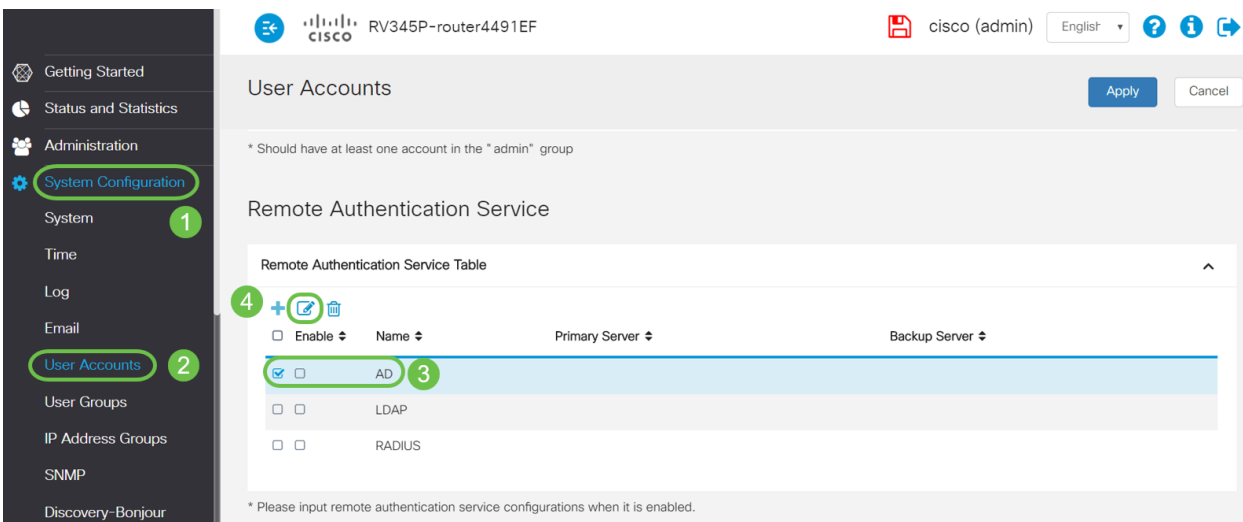 cisco RV345P-router4491EF cisco (admin) English
Getting Started
Status and Statistics
Administration
System Configuration
1
System
Time
Log
Email
User Accounts 2
User Groups
IP Address Groups
SNMP
Discovery-Bonjour
User Accounts Apply Cancel
* Should have at least one account in the "admin" group
Remote Authentication Service
Remote Authentication Service Table
4
Enable Name Primary Server Backup Server
AD 3
LDAP
RADIUS
* Please input remote authentication service configurations when it is enabled.